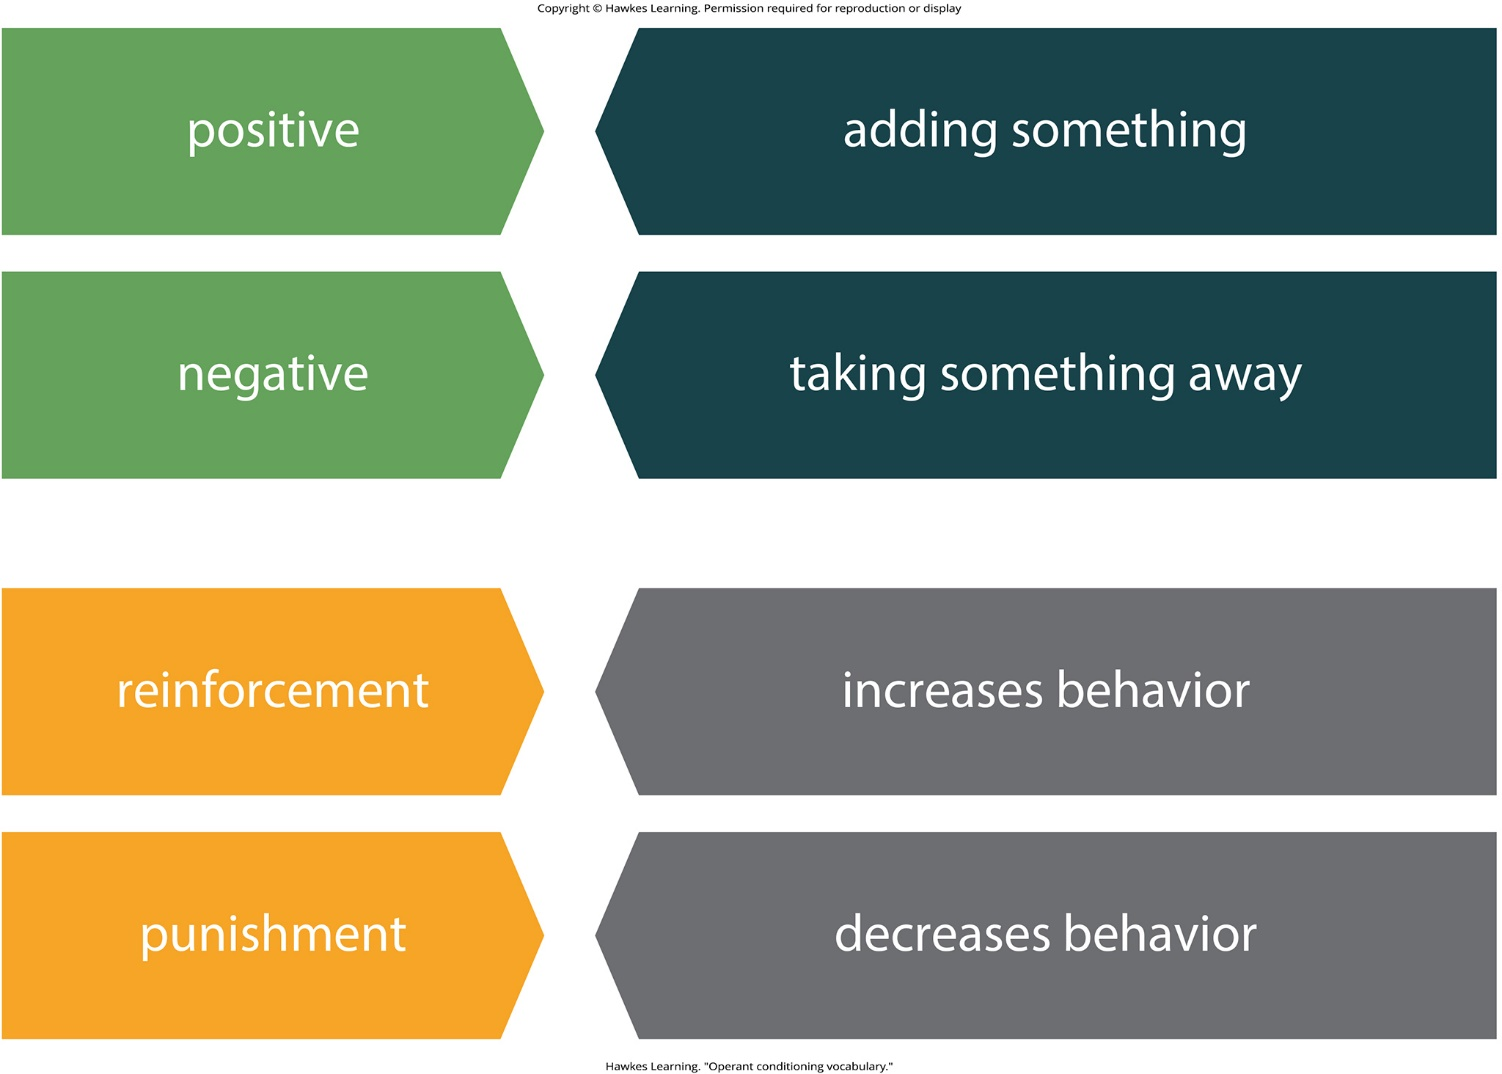 Copyright © Hawkes Learning. Permission required for reproduction or display
positive
adding something
negative
taking something away
reinforcement
increases behavior
punishment
decreases behavior
Hawkes Learning. "Operant conditioning vocabulary."